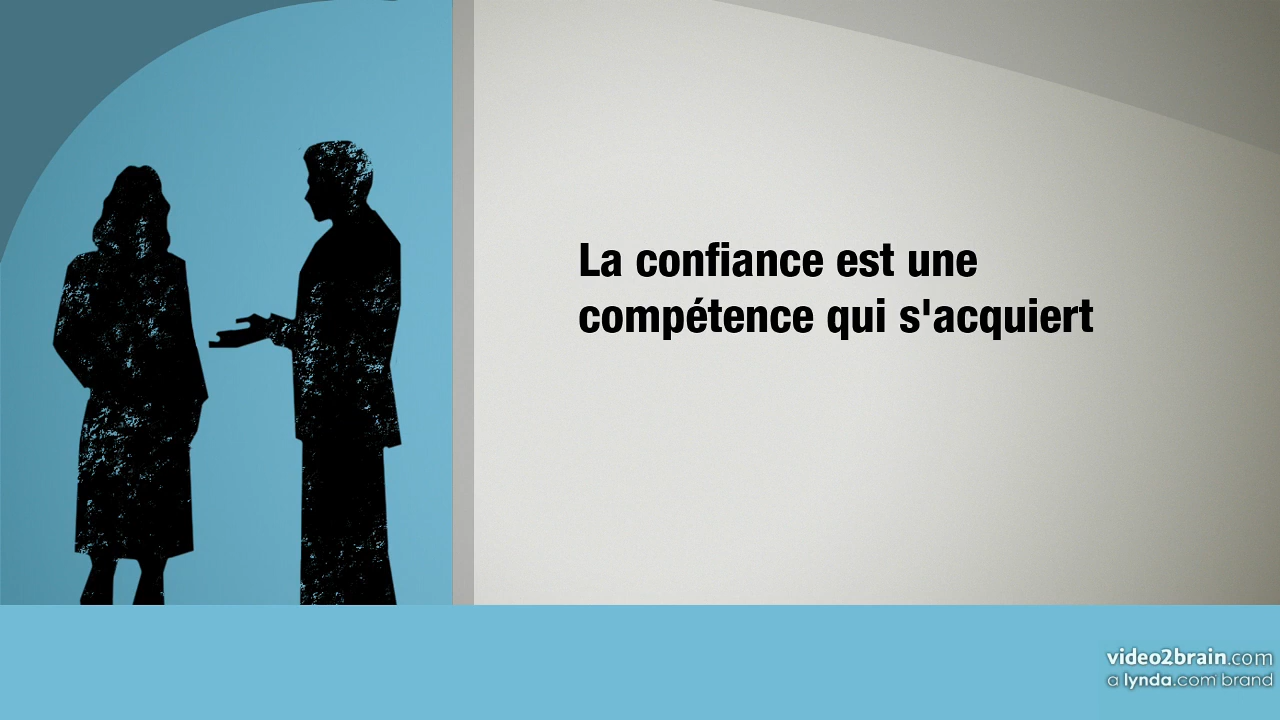 La confiance est une
compétence qui s'acquiert
video2brain.com
a lynda.com brand